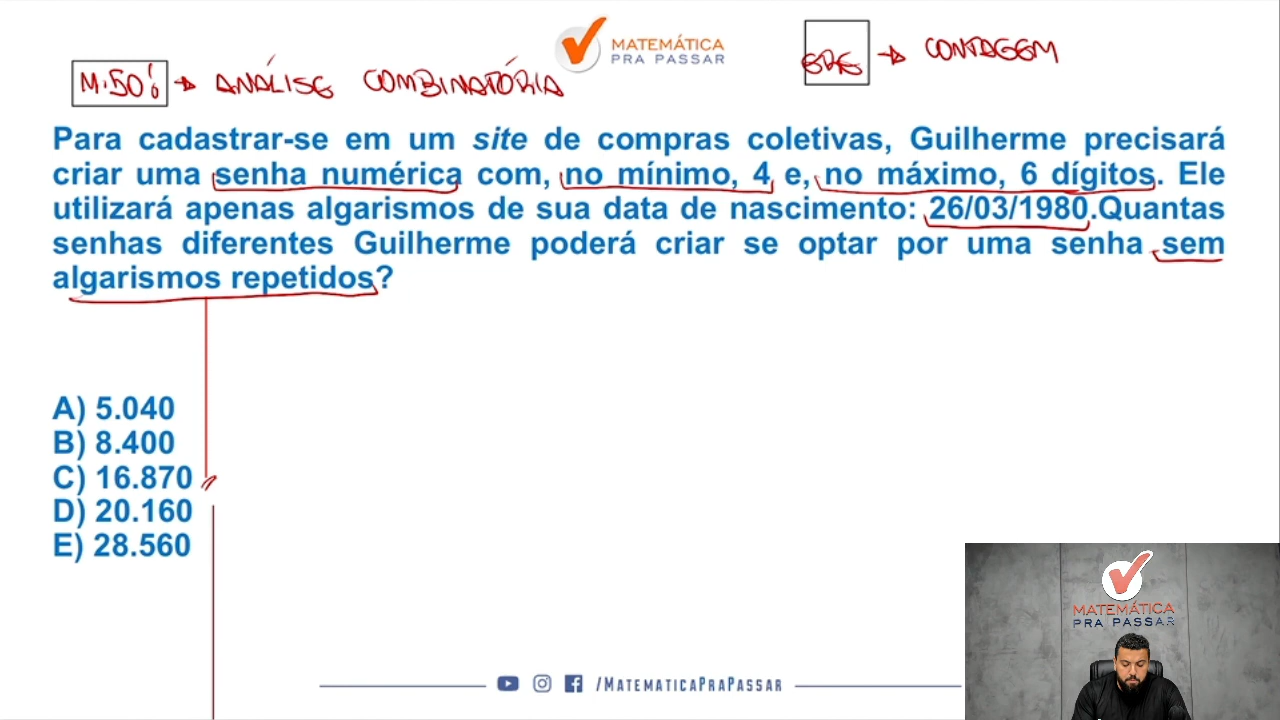 MATEMÁTICA
PRA PASSAR
→ CONTAGEM
M.50% → ANÁLISE COMBINATÓRIA
Para cadastrar-se em um site de compras coletivas, Guilherme precisará
criar uma senha numérica com, no mínimo, 4 e, no máximo, 6 dígitos. Ele
utilizará apenas algarismos de sua data de nascimento: 26/03/1980.Quantas
senhas diferentes Guilherme poderá criar se optar por uma senha sem
algarismos repetidos?
A) 5.040
B) 8.400
C) 16.870
D) 20.160
E) 28.560
MATEMÁTICA
PRA PASSAR
/MATEMATICAPRAPASSAR